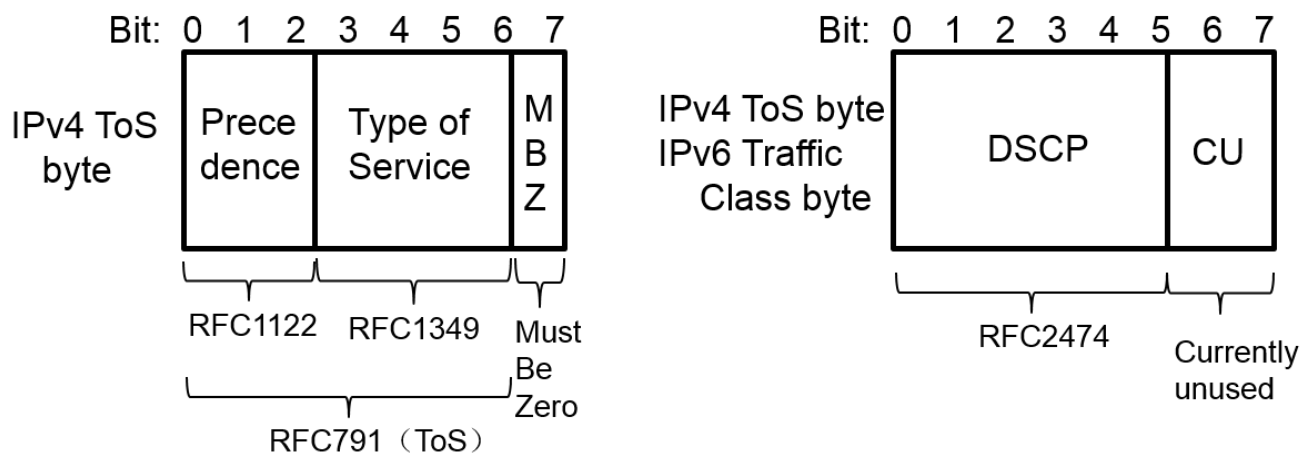 Bit: 0 1 2 3 4 5 6 7
IPv4 ToS
byte
Prece
dence
Type of
Service
M
B
Z
RFC1122
RFC1349
Must
Be
Zero
RFC791（ToS）
Bit: 0 1 2 3 4 5 6 7
IPv4 ToS byte
IPv6 Traffic
Class byte
DSCP
CU
RFC2474
Currently
unused